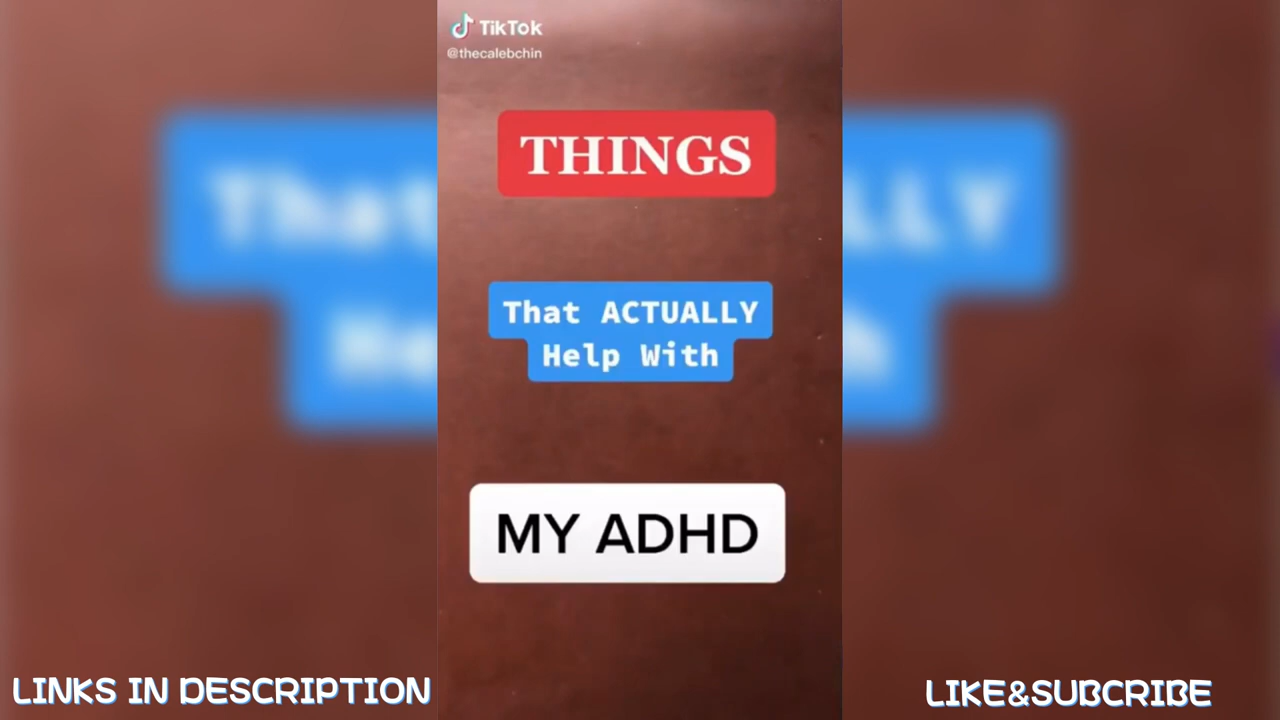 TikTok
@thecalebchin
THINGS
That ACTUALLY
Help With
MY ADHD
LINKS IN DESCRIPTION
LIKE&SUBCRIBE